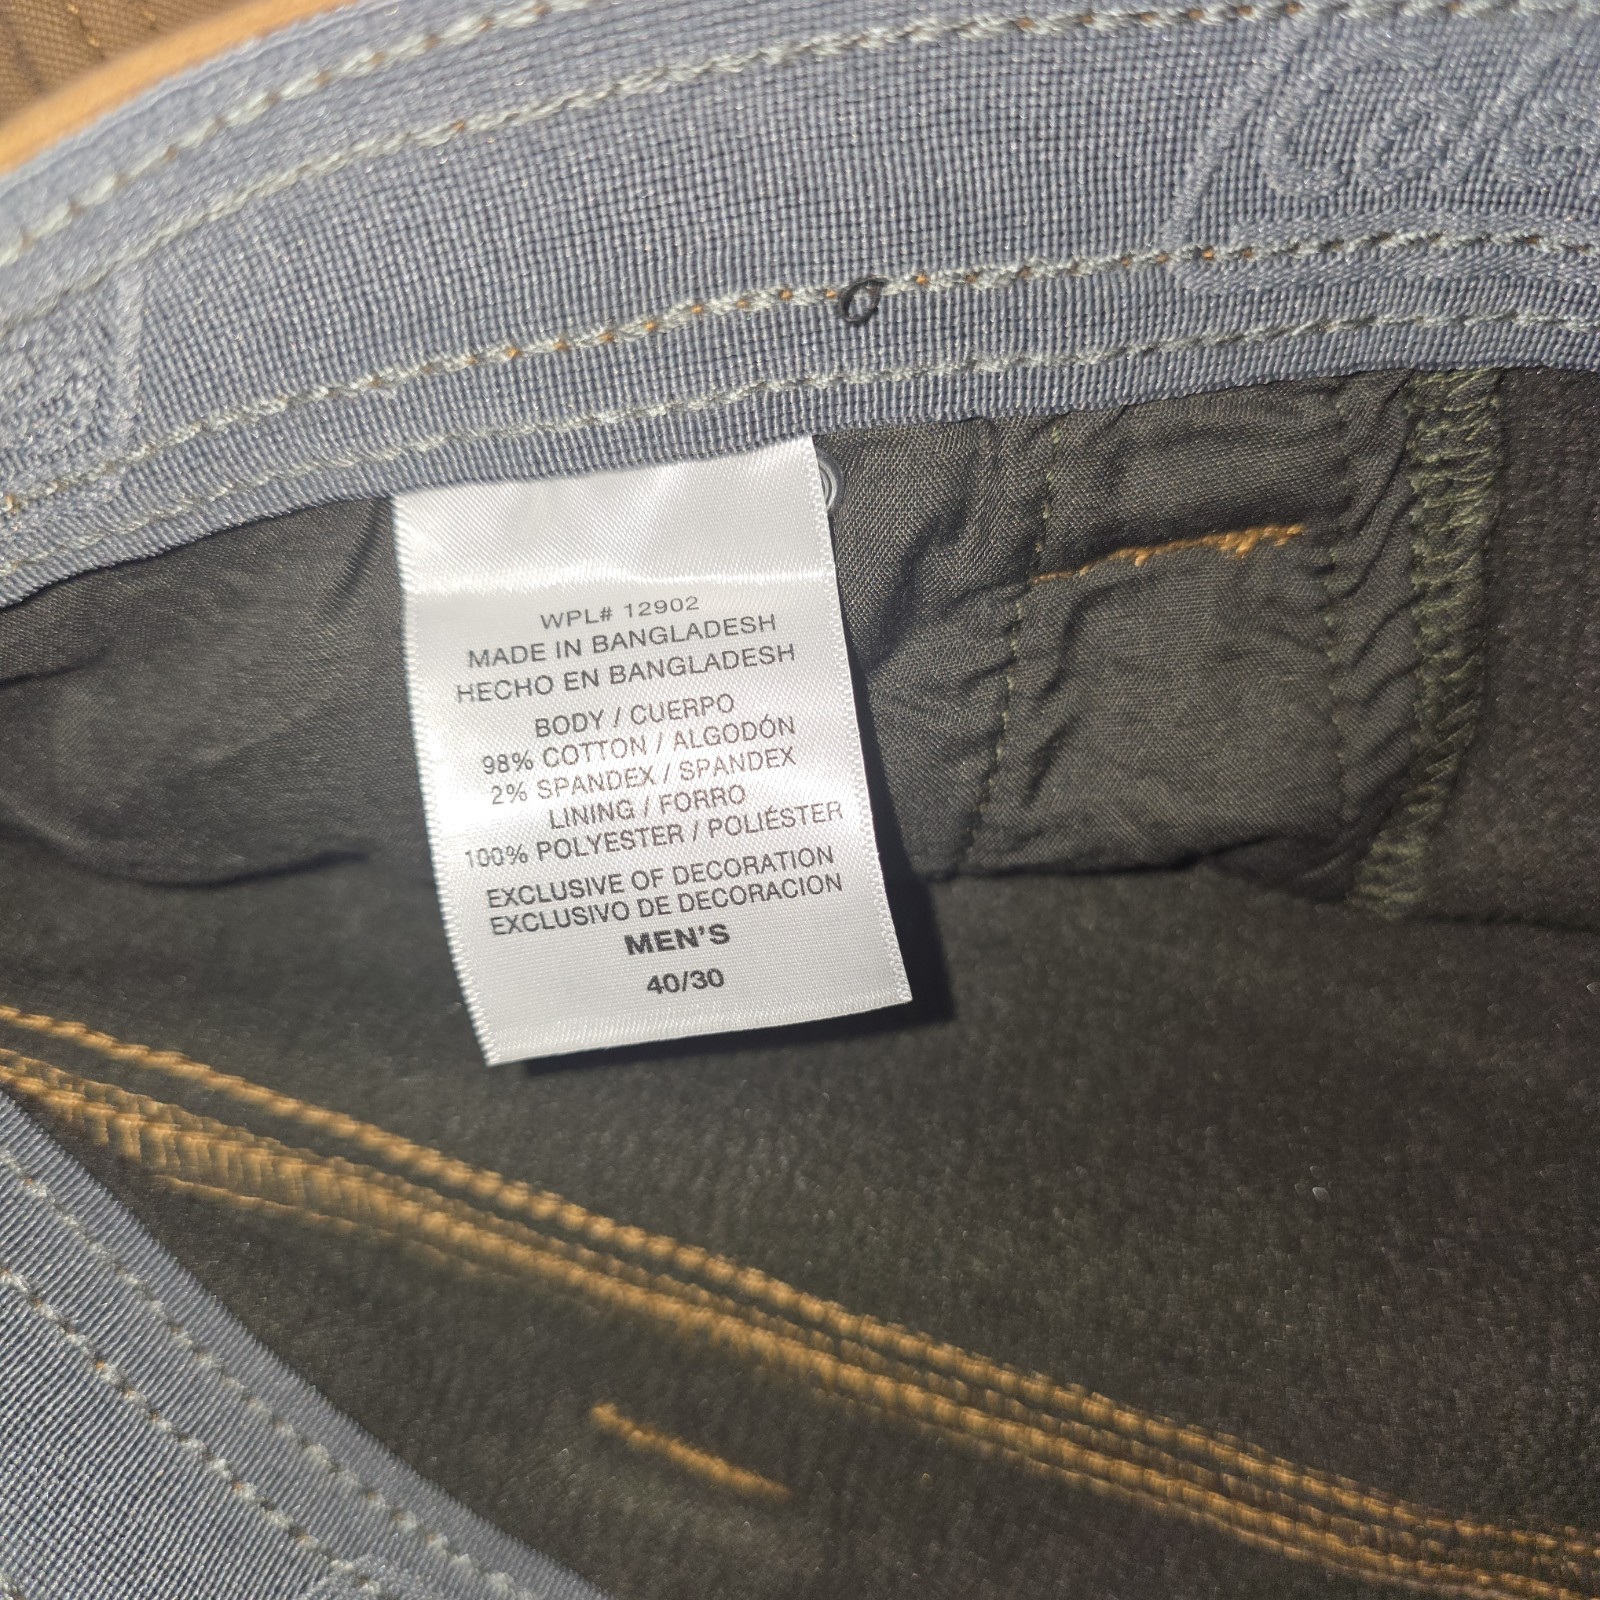 WPL# 12902
MADE IN BANGLADESH
HECHO EN BANGLADESH
BODY / CUERPO
98% COTTON / ALGODÓN
2% SPANDEX / SPANDEX
LINING / FORRO
100% POLYESTER / POLIÉSTER
EXCLUSIVE OF DECORATION
EXCLUSIVO DE DECORACION
MEN'S
40/30